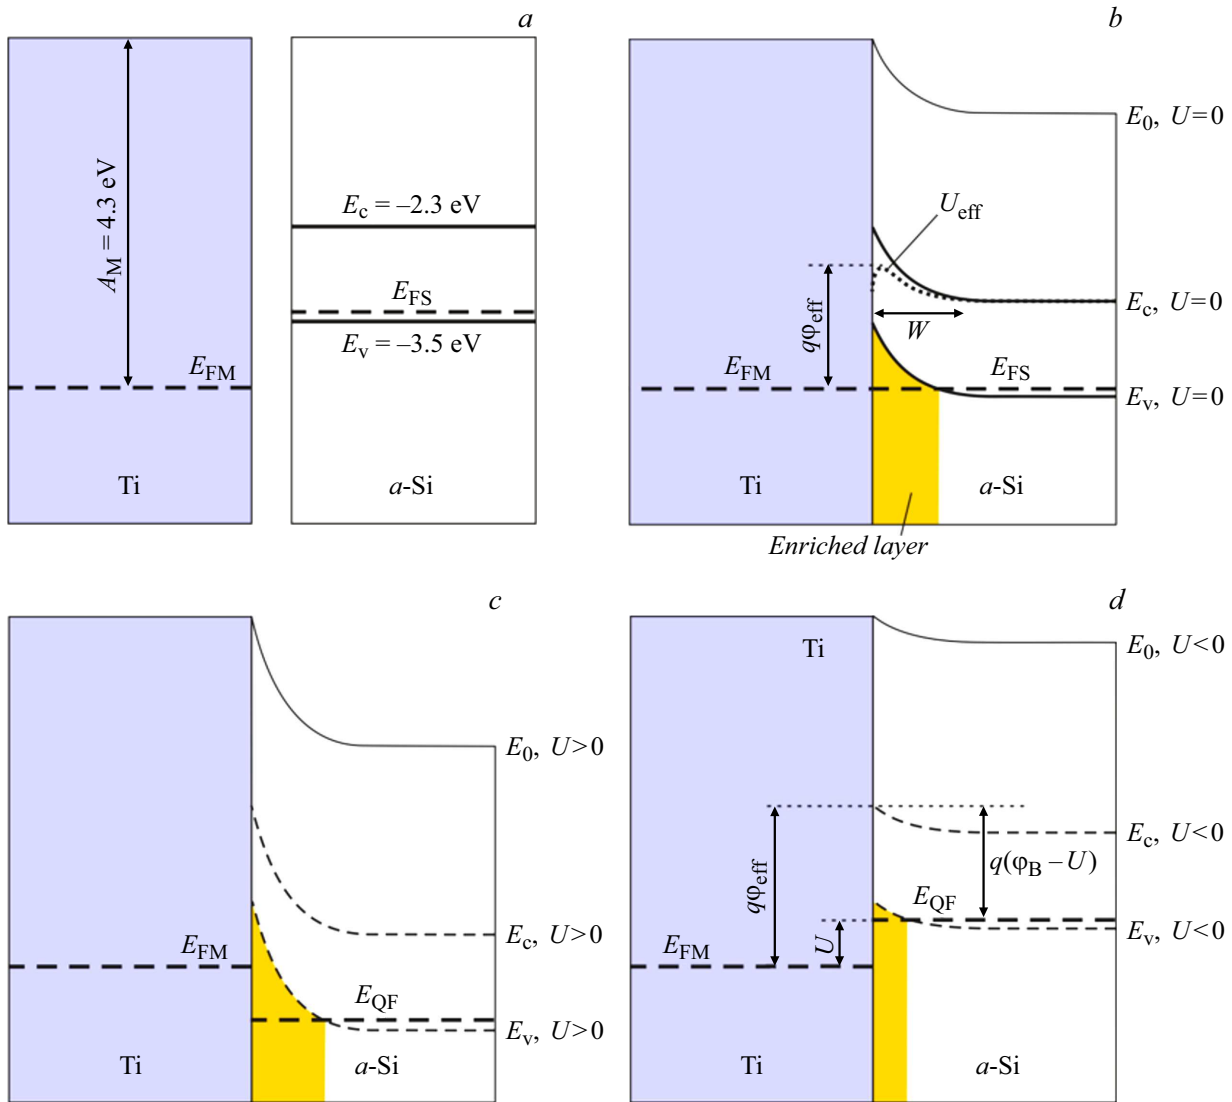 a
A_M = 4.3 eV
E_c = –2.3 eV
E_FS
E_v = –3.5 eV
E_FM
Ti
a-Si
b
E_0, U=0
U_eff
E_c, U=0
qφ_eff
W
E_FM
E_FS
E_v, U=0
Ti
a-Si
Enriched layer
c
E_0, U>0
E_c, U>0
E_FM
E_QF
E_v, U>0
Ti
a-Si
d
Ti
E_0, U<0
E_c, U<0
qφ_eff
q(φ_B – U)
E_QF
E_v, U<0
U
E_FM
Ti
a-Si